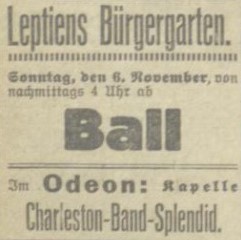 Leptiens Bürgergarten.
Sonntag, den 6. November, von
nachmittags 4 Uhr ab
Ball
Im Odeon: Kapelle
Charleston-Band-Splendid.